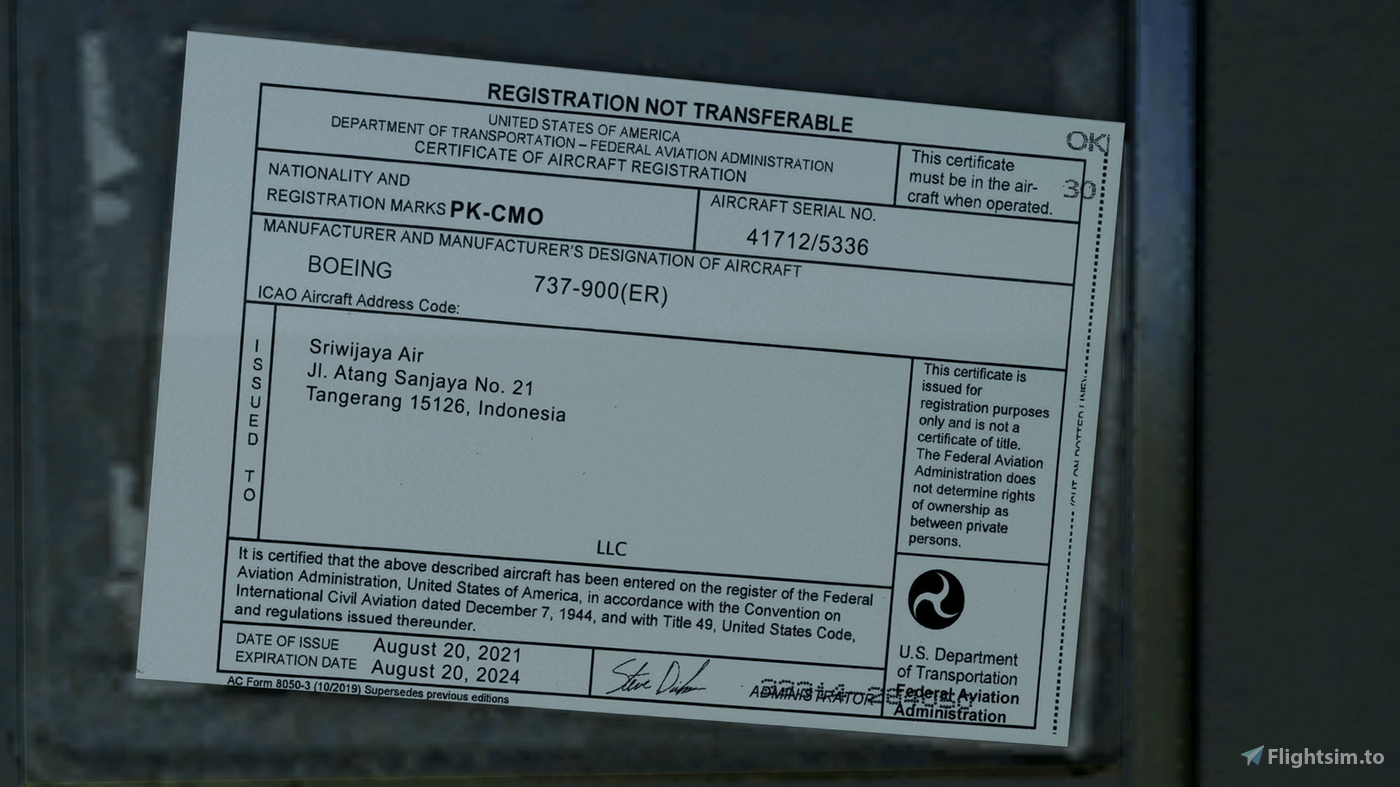 REGISTRATION NOT TRANSFERABLE
UNITED STATES OF AMERICA
DEPARTMENT OF TRANSPORTATION – FEDERAL AVIATION ADMINISTRATION
CERTIFICATE OF AIRCRAFT REGISTRATION
This certificate
must be in the air-
craft when operated.
OK
30
NATIONALITY AND
REGISTRATION MARKS PK-CMO
AIRCRAFT SERIAL NO.
41712/5336
MANUFACTURER AND MANUFACTURER'S DESIGNATION OF AIRCRAFT
BOEING 737-900(ER)
ICAO Aircraft Address Code:
ISSUED TO
Sriwijaya Air
Jl. Atang Sanjaya No. 21
Tangerang 15126, Indonesia
LLC
This certificate is
issued for
registration purposes
only and is not a
certificate of title.
The Federal Aviation
Administration does
not determine rights
of ownership as
between private
persons.
It is certified that the above described aircraft has been entered on the register of the Federal
Aviation Administration, United States of America, in accordance with the Convention on
International Civil Aviation dated December 7, 1944, and with Title 49, United States Code,
and regulations issued thereunder.
DATE OF ISSUE August 20, 2021
EXPIRATION DATE August 20, 2024
ADMINISTRATOR
U.S. Department
of Transportation
Federal Aviation
Administration
AC Form 8050-3 (10/2019) Supersedes previous editions
Flightsim.to